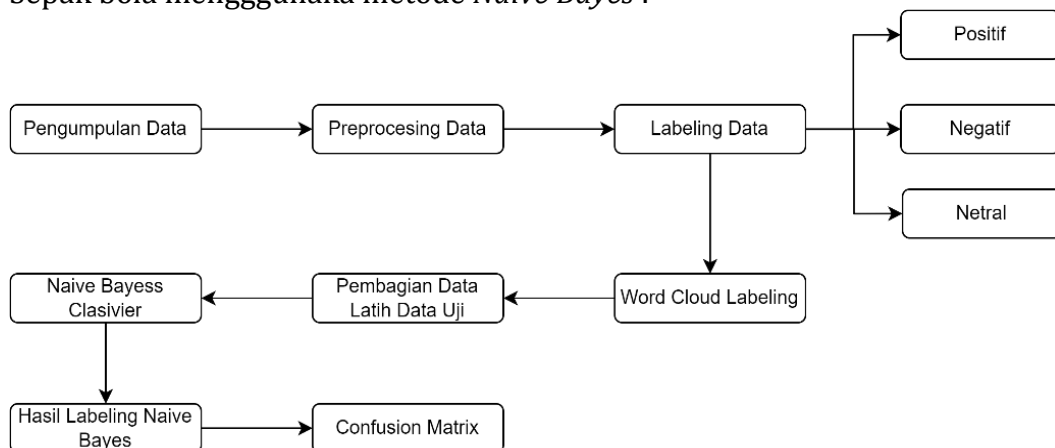 sepak bola mengggunaka metode Naive Bayes :
Positif
Pengumpulan Data
Preprocesing Data
Labeling Data
Negatif
Netral
Naive Bayess
Clasivier
Pembagian Data
Latih Data Uji
Word Cloud Labeling
Hasil Labeling Naive
Bayes
Confusion Matrix